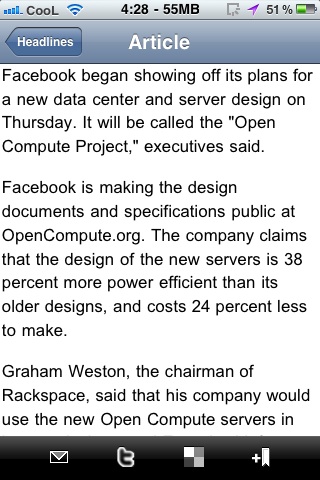 CooL 4:28 - 55MB 51%
Headlines Article
Facebook began showing off its plans for
a new data center and server design on
Thursday. It will be called the "Open
Compute Project," executives said.
Facebook is making the design
documents and specifications public at
OpenCompute.org. The company claims
that the design of the new servers is 38
percent more power efficient than its
older designs, and costs 24 percent less
to make.
Graham Weston, the chairman of
Rackspace, said that his company would
use the new Open Compute servers in